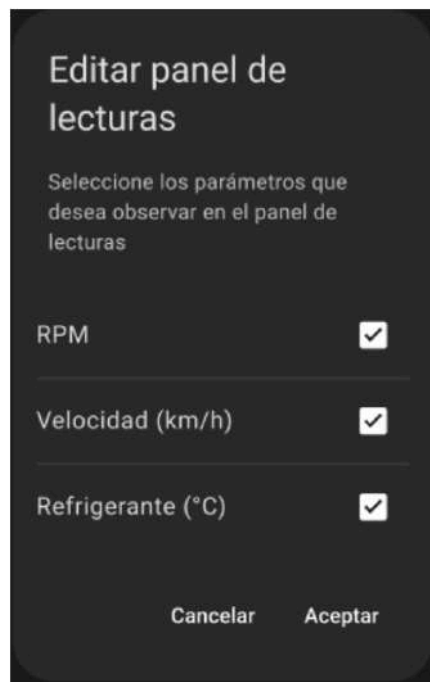 Editar panel de
lecturas
Seleccione los parámetros que
desea observar en el panel de
lecturas
RPM
Velocidad (km/h)
Refrigerante (°C)
Cancelar Aceptar